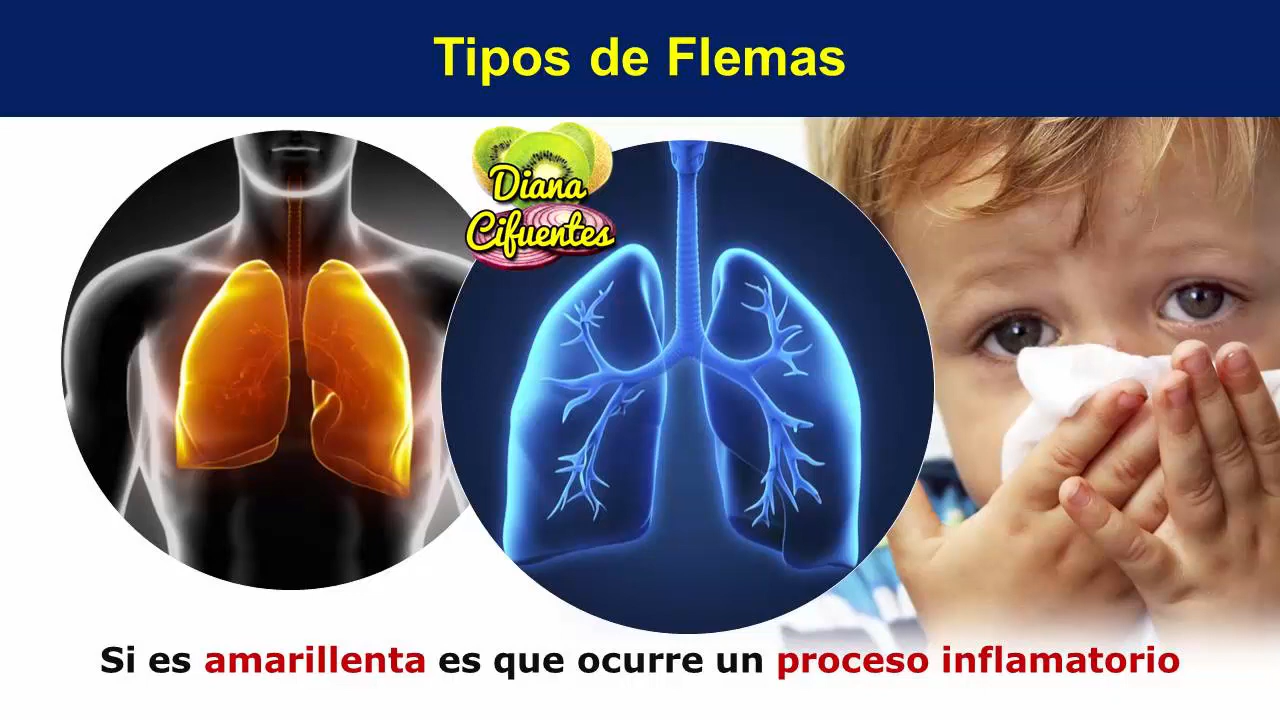 Tipos de Flemas
Diana
Cifuentes
Si es amarillenta es que ocurre un proceso inflamatorio